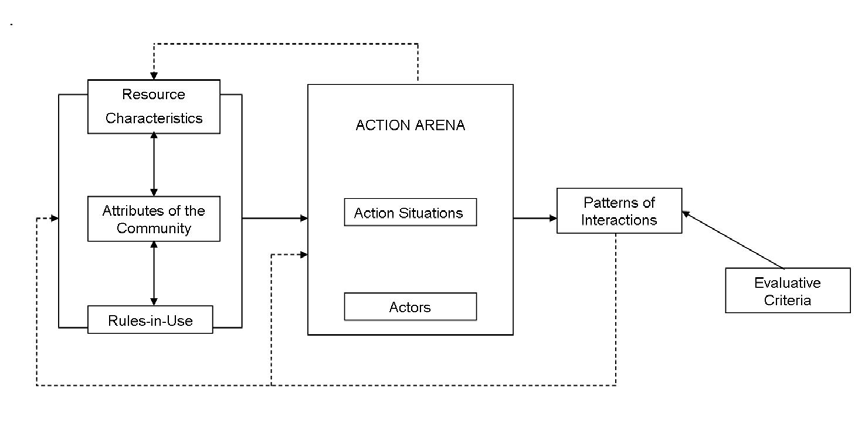 Resource
Characteristics
ACTION ARENA
Attributes of the
Community
Action Situations
Patterns of
Interactions
Evaluative
Criteria
Actors
Rules-in-Use